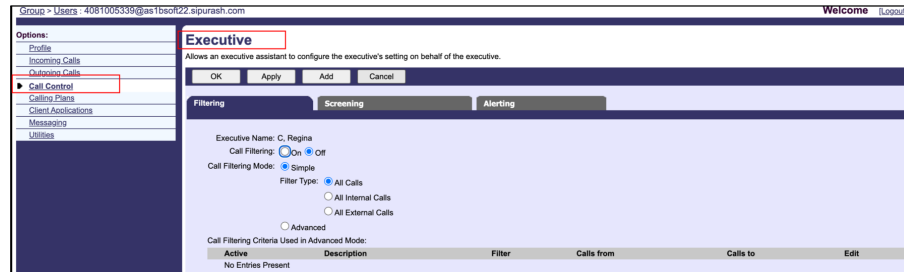 Group > Users : 4081005339@as1bsoft22.sipurash.com
Welcome [Logout
Options:
Profile
Incoming Calls
Outgoing Calls
Call Control
Calling Plans
Client Applications
Messaging
Utilities
Executive
Allows an executive assistant to configure the executive's setting on behalf of the executive.
OK Apply Add Cancel
Filtering Screening Alerting
Executive Name: C, Regina
Call Filtering: On Off
Call Filtering Mode: Simple
Filter Type: All Calls
All Internal Calls
All External Calls
Advanced
Call Filtering Criteria Used in Advanced Mode:
Active Description Filter Calls from Calls to Edit
No Entries Present